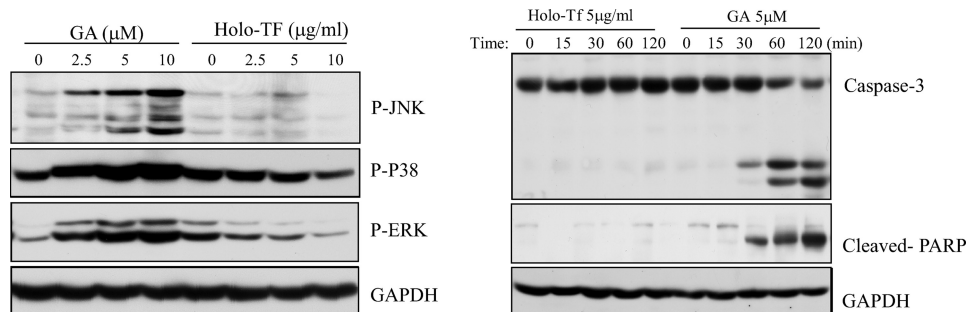 GA (μM) Holo-TF (μg/ml)
0 2.5 5 10 0 2.5 5 10
P-JNK
P-P38
P-ERK
GAPDH
Holo-Tf 5μg/ml GA 5μM
Time: 0 15 30 60 120 0 15 30 60 120 (min)
Caspase-3
Cleaved- PARP
GAPDH